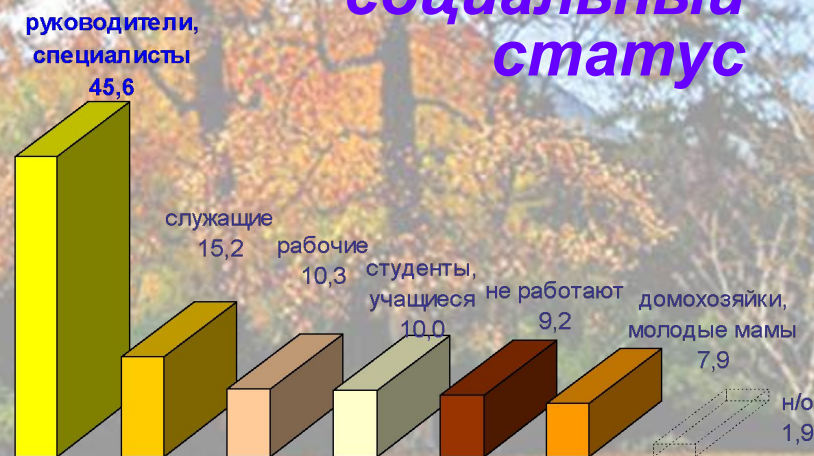 социальный
статус
руководители,
специалисты
45,6
служащие
15,2
рабочие
10,3
студенты,
учащиеся
10,0
не работают
9,2
домохозяйки,
молодые мамы
7,9
н/о
1,9